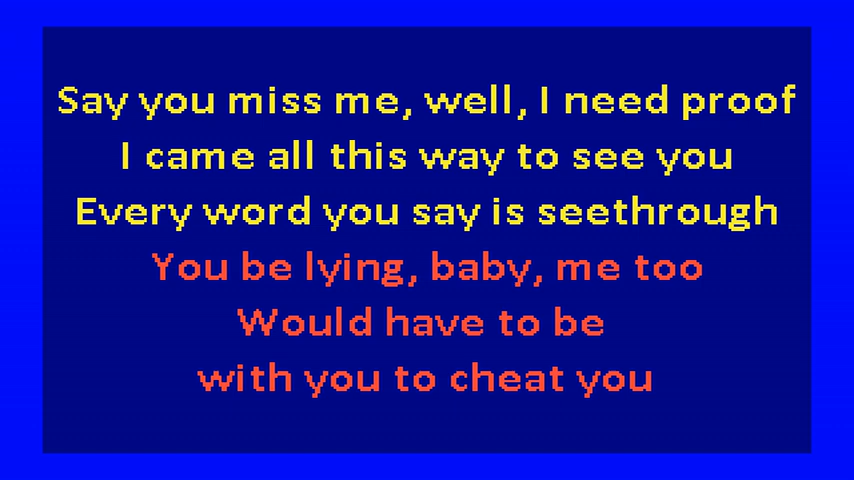 Say you miss me, well, I need proof
I came all this way to see you
Every word you say is seethrough
You be lying, baby, me too
Would have to be
with you to cheat you